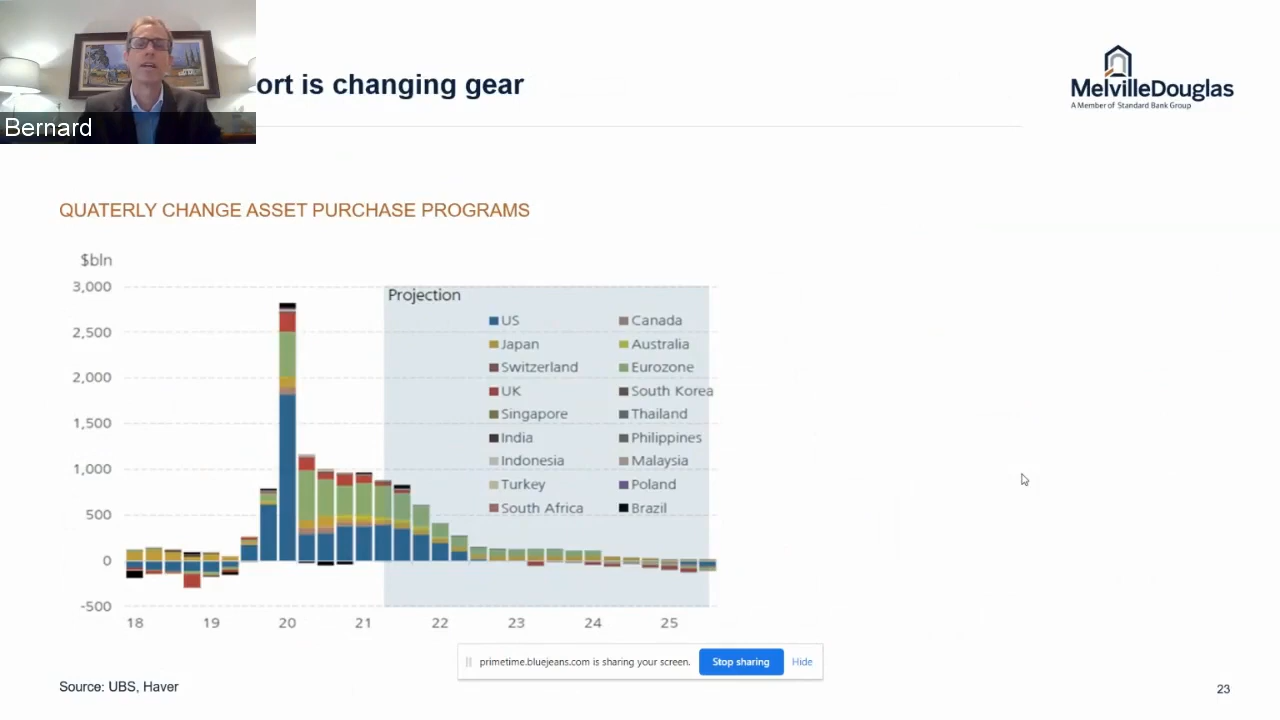 ort is changing gear
MelvilleDouglas
A Member of Standard Bank Group
Bernard
QUATERLY CHANGE ASSET PURCHASE PROGRAMS
$bln
3,000
2,500
2,000
1,500
1,000
500
0
-500
Projection
US
Canada
Japan
Australia
Switzerland
Eurozone
UK
South Korea
Singapore
Thailand
India
Philippines
Indonesia
Malaysia
Turkey
Poland
South Africa
Brazil
18 19 20 21 22 23 24 25
primetime.bluejeans.com is sharing your screen. Stop sharing Hide
Source: UBS, Haver
23